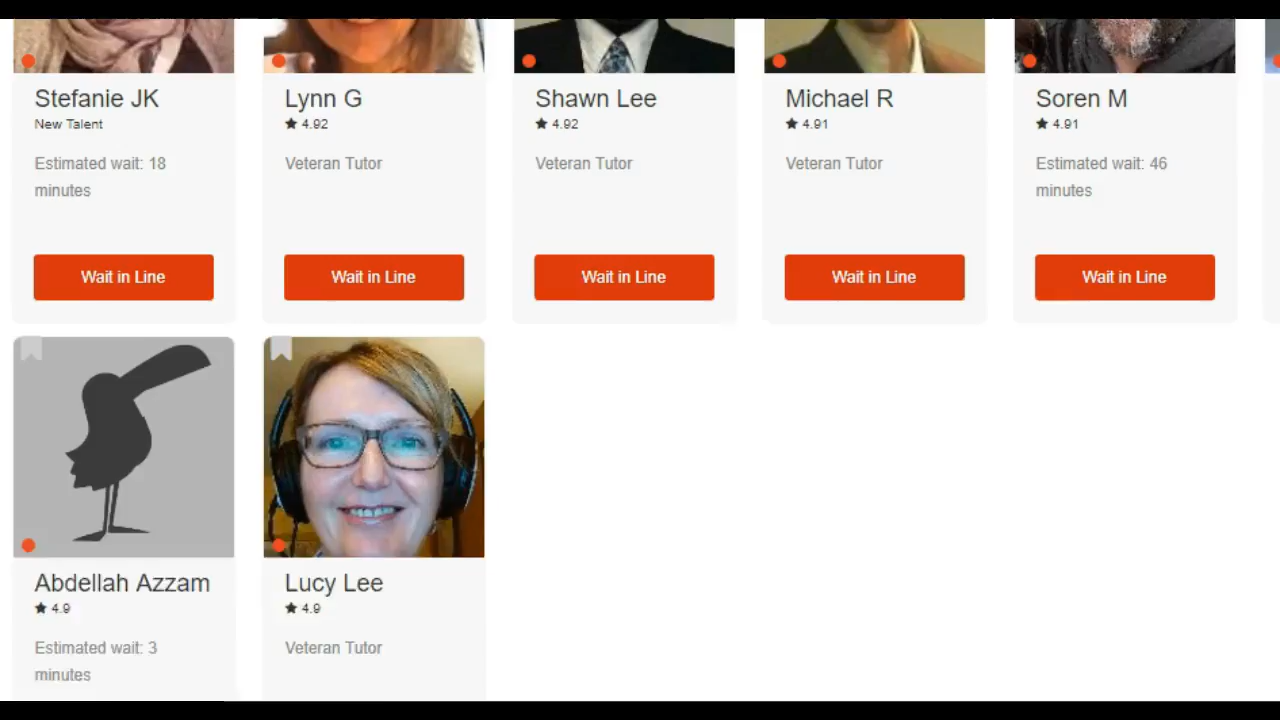 Stefanie JK
New Talent
Estimated wait: 18
minutes
Wait in Line
Lynn G
★ 4.92
Veteran Tutor
Wait in Line
Shawn Lee
★ 4.92
Veteran Tutor
Wait in Line
Michael R
★ 4.91
Veteran Tutor
Wait in Line
Soren M
★ 4.91
Estimated wait: 46
minutes
Wait in Line
Abdellah Azzam
★ 4.9
Estimated wait: 3
minutes
Lucy Lee
★ 4.9
Veteran Tutor